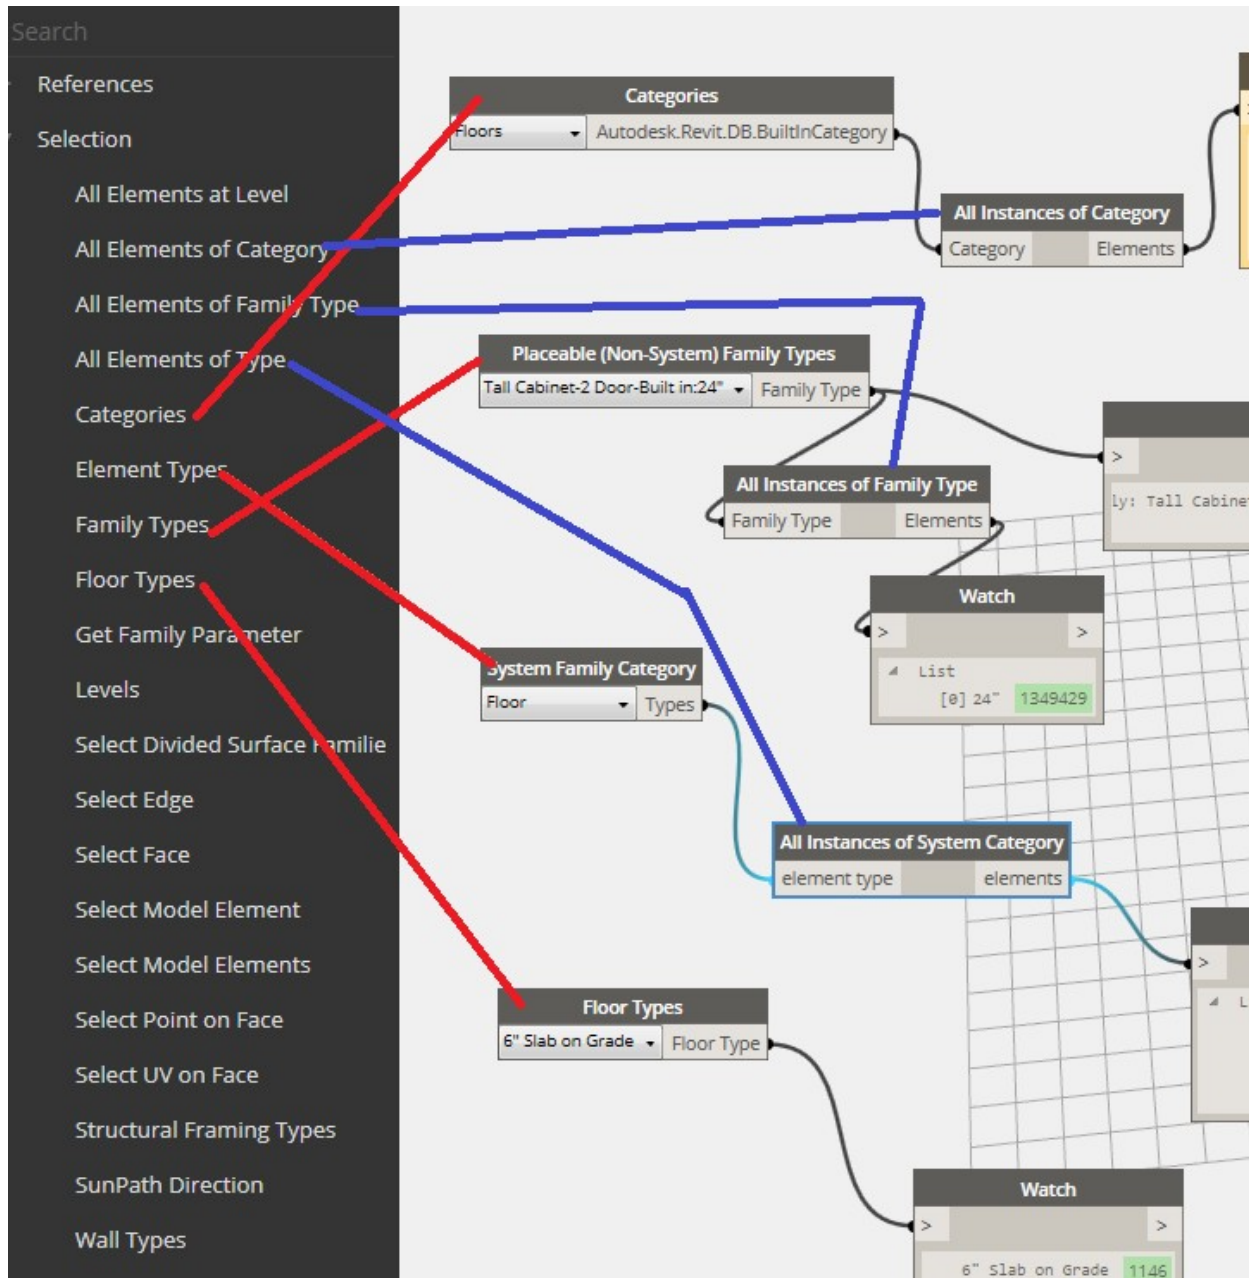 Search
References
Selection
All Elements at Level
All Elements of Category
All Elements of Family Type
All Elements of Type
Categories
Element Types
Family Types
Floor Types
Get Family Parameter
Levels
Select Divided Surface Familie
Select Edge
Select Face
Select Model Element
Select Model Elements
Select Point on Face
Select UV on Face
Structural Framing Types
SunPath Direction
Wall Types
Categories
Floors Autodesk.Revit.DB.BuiltInCategory
All Instances of Category
Category Elements
Placeable (Non-System) Family Types
Tall Cabinet-2 Door-Built in:24" Family Type
>
ly: Tall Cabine
All Instances of Family Type
Family Type Elements
Watch
> >
List
[0] 24" 1349429
System Family Category
Floor Types
All Instances of System Category
element type elements
>
L
Floor Types
6" Slab on Grade Floor Type
Watch
> >
6" Slab on Grade 1146